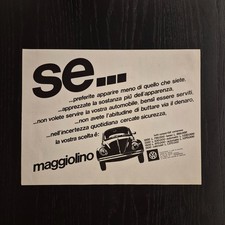 se...
...preferite apparire meno di quello che siete.
...apprezzate la sostanza più dell'apparenza.
...non volete servire la vostra automobile, bensì essere serviti.
...non avete l'abitudine di buttare via il denaro.
...nell'incertezza quotidiana cercate sicurezza.
la vostra scelta è:
maggiolino